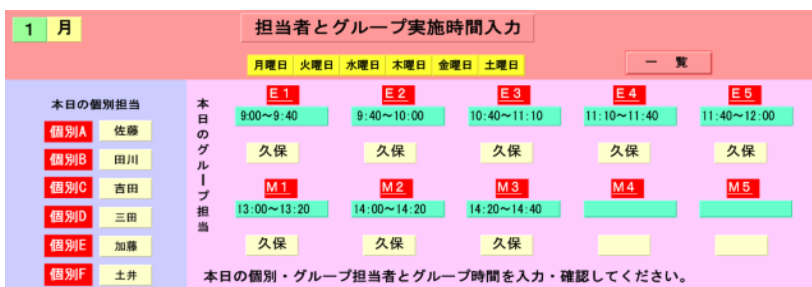 1 月
担当者とグループ実施時間入力
月曜日 火曜日 水曜日 木曜日 金曜日 土曜日
一 覧
本日の個別担当
個別A 佐藤
個別B 田川
個別C 吉田
個別D 三田
個別E 加藤
個別F 土井
本日のグループ担当
E1 E2 E3 E4 E5
9:00～9:40 9:40～10:00 10:40～11:10 11:10～11:40 11:40～12:00
久保 久保 久保 久保 久保
M1 M2 M3 M4 M5
13:00～13:20 14:00～14:20 14:20～14:40
久保 久保 久保
本日の個別・グループ担当者とグループ時間を入力・確認してください。